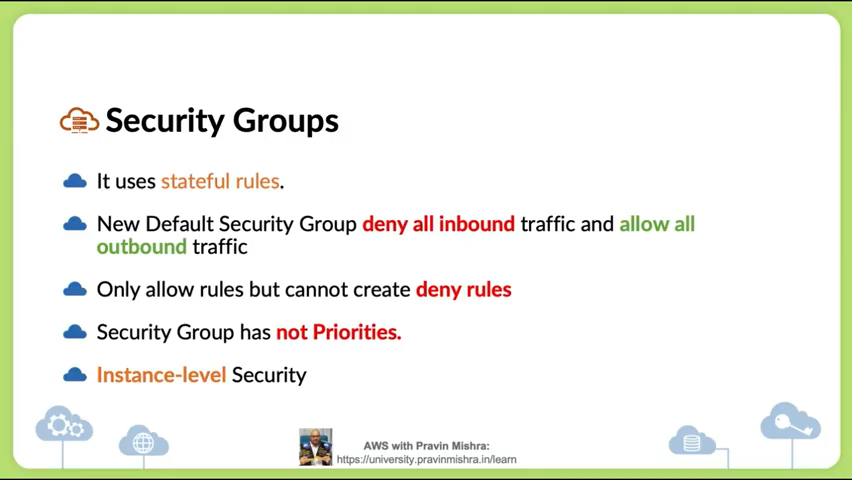 Security Groups
It uses stateful rules.
New Default Security Group deny all inbound traffic and allow all
outbound traffic
Only allow rules but cannot create deny rules
Security Group has not Priorities.
Instance-level Security
AWS with Pravin Mishra:
https://university.pravinmishra.in/learn